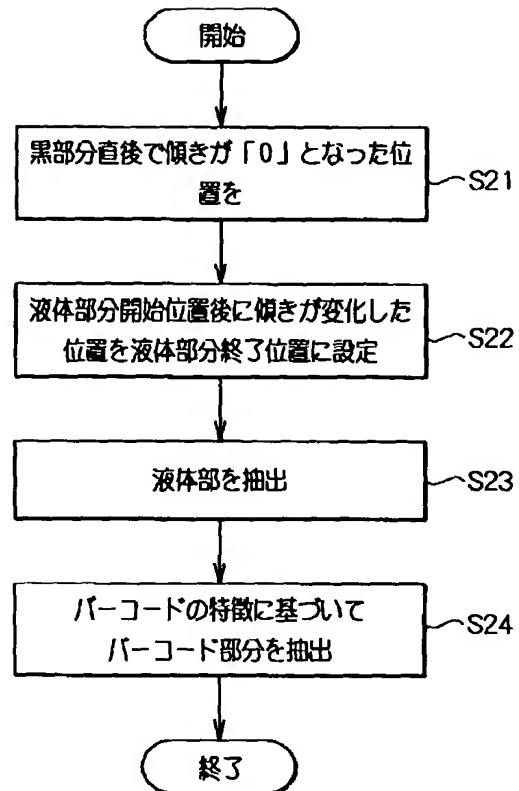 開始
黒部分直後で傾きが「0」となった位
置を
S21
液体部分開始位置後に傾きが変化した
位置を液体部分終了位置に設定
S22
液体部を抽出
S23
バーコードの特徴に基づいて
バーコード部分を抽出
S24
終了